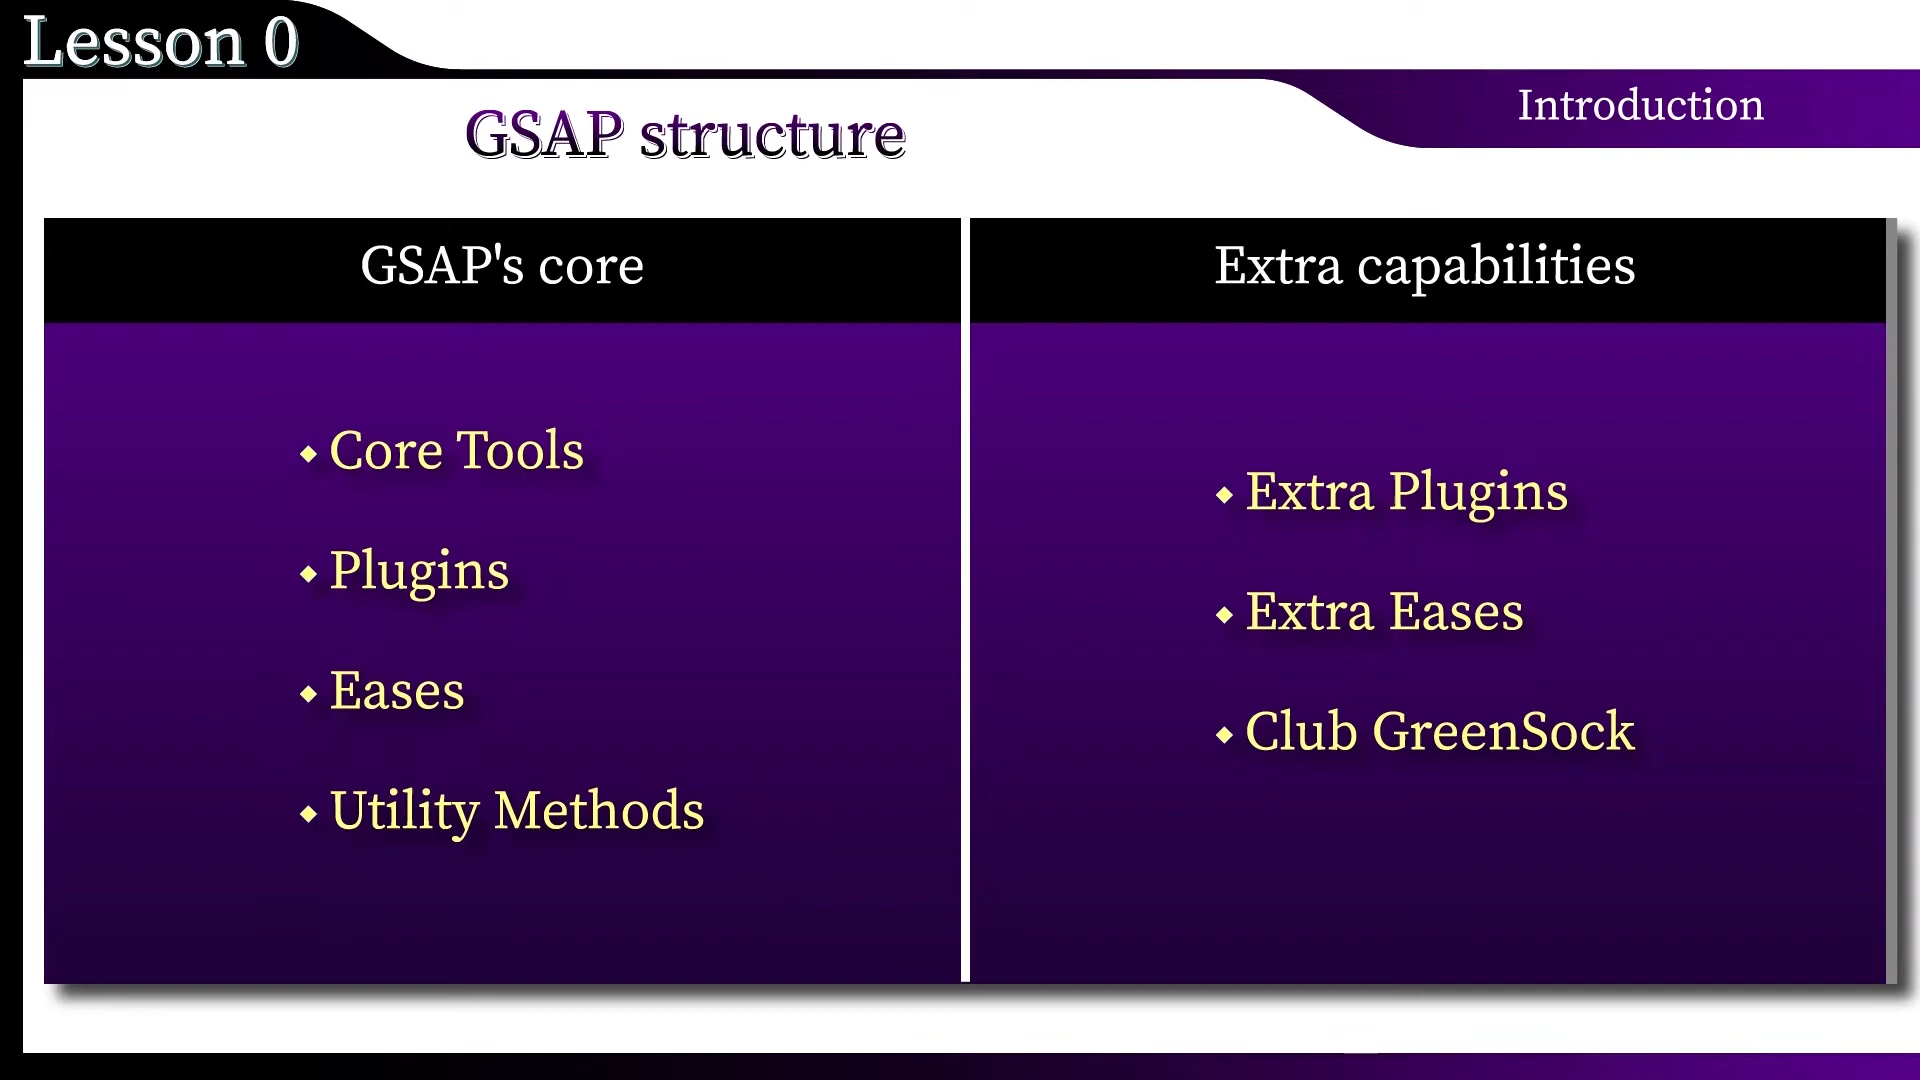 Lesson 0
Introduction
GSAP structure
GSAP's core
Core Tools
Plugins
Eases
Utility Methods
Extra capabilities
Extra Plugins
Extra Eases
Club GreenSock